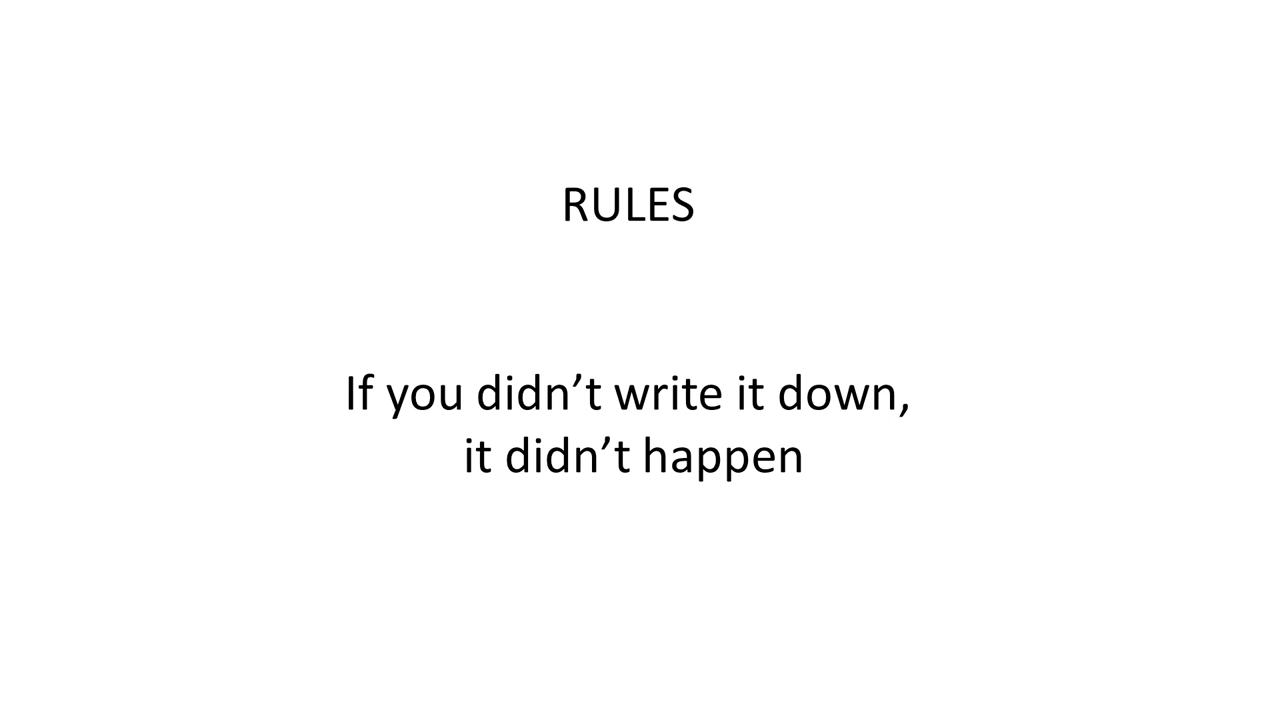 RULES
If you didn’t write it down,
it didn’t happen